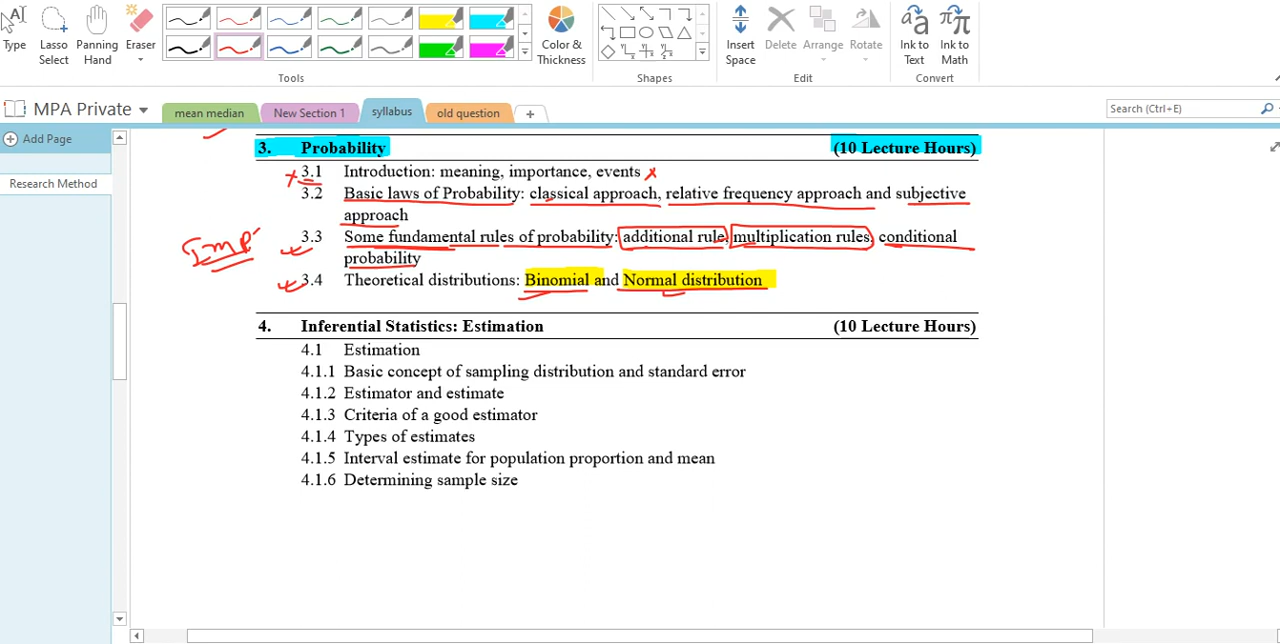 Type
Lasso Select
Panning Hand
Eraser
Color & Thickness
Insert Space
Delete
Arrange
Rotate
Ink to Text
Ink to Math
Tools
Shapes
Edit
Convert
MPA Private
mean median
New Section 1
syllabus
old question
Search (Ctrl+E)
Add Page
Research Method
3. Probability (10 Lecture Hours)
3.1 Introduction: meaning, importance, events
3.2 Basic laws of Probability: classical approach, relative frequency approach and subjective
approach
Imp
3.3 Some fundamental rules of probability: additional rule, multiplication rules, conditional
probability
3.4 Theoretical distributions: Binomial and Normal distribution
4. Inferential Statistics: Estimation (10 Lecture Hours)
4.1 Estimation
4.1.1 Basic concept of sampling distribution and standard error
4.1.2 Estimator and estimate
4.1.3 Criteria of a good estimator
4.1.4 Types of estimates
4.1.5 Interval estimate for population proportion and mean
4.1.6 Determining sample size